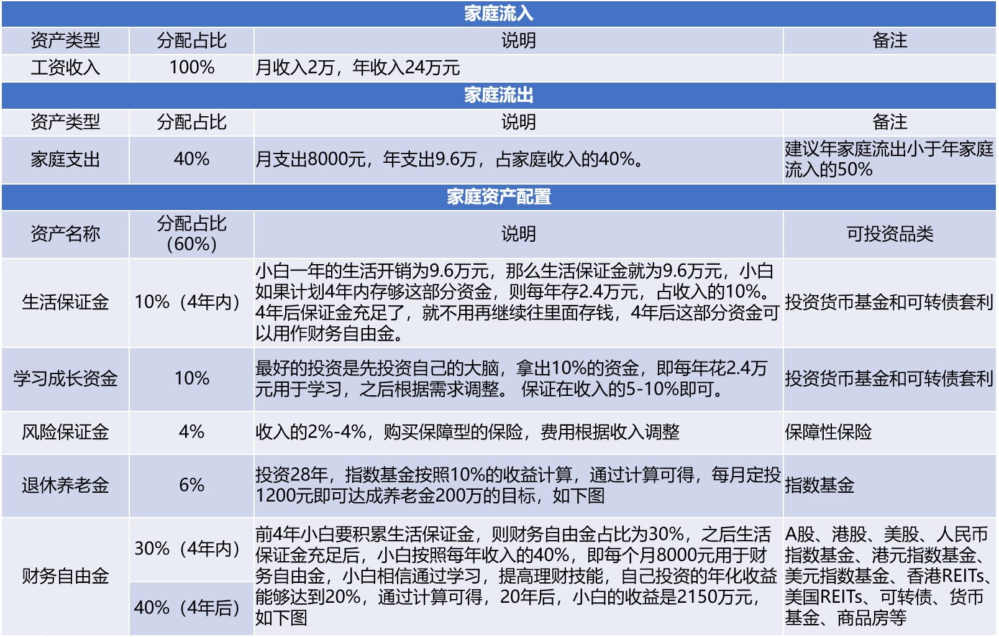 家庭流入
资产类型 分配占比 说明 备注
工资收入 100% 月收入2万，年收入24万元
家庭流出
资产类型 分配占比 说明 备注
家庭支出 40% 月支出8000元，年支出9.6万，占家庭收入的40%。
建议年家庭流出小于年家庭
流入的50%
家庭资产配置
资产名称
分配占比
（60%）
说明
可投资品类
生活保证金
10%（4年内）
小白一年的生活开销为9.6万元，那么生活保证金就为9.6万元，小白
如果计划4年内存够这部分资金，则每年存2.4万元，占收入的10%。
4年后保证金充足了，就不用再继续往里面存钱，4年后这部分资金可
以用作财务自由金。
投资货币基金和可转债套利
学习成长资金
10%
最好的投资是先投资自己的大脑，拿出10%的资金，即每年花2.4万
元用于学习，之后根据需求调整。 保证在收入的5-10%即可。
投资货币基金和可转债套利
风险保证金 4% 收入的2%-4%，购买保障型的保险，费用根据收入调整 保障性保险
退休养老金
6%
投资28年，指数基金按照10%的收益计算，通过计算可得，每月定投
1200元即可达成养老金200万的目标，如下图
指数基金
财务自由金
30%（4年内）
40%（4年后）
前4年小白要积累生活保证金，则财务自由金占比为30%，之后生活
保证金充足后，小白按照每年收入的40%，即每个月8000元用于财
务自由金，小白相信通过学习，提高理财技能，自己投资的年化收益
能够达到20%，通过计算可得，20年后，小白的收益是2150万元，
如下图
A股、港股、美股、人民币
指数基金、港元指数基金、
美元指数基金、香港REITs、
美国REITs、可转债、货币
基金、商品房等